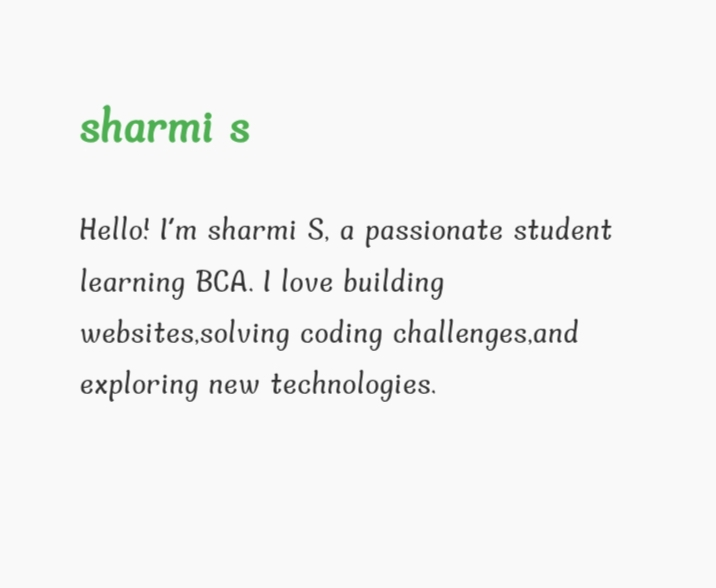 sharmi s
Hello! I'm sharmi S, a passionate student
learning BCA. I love building
websites,solving coding challenges,and
exploring new technologies.